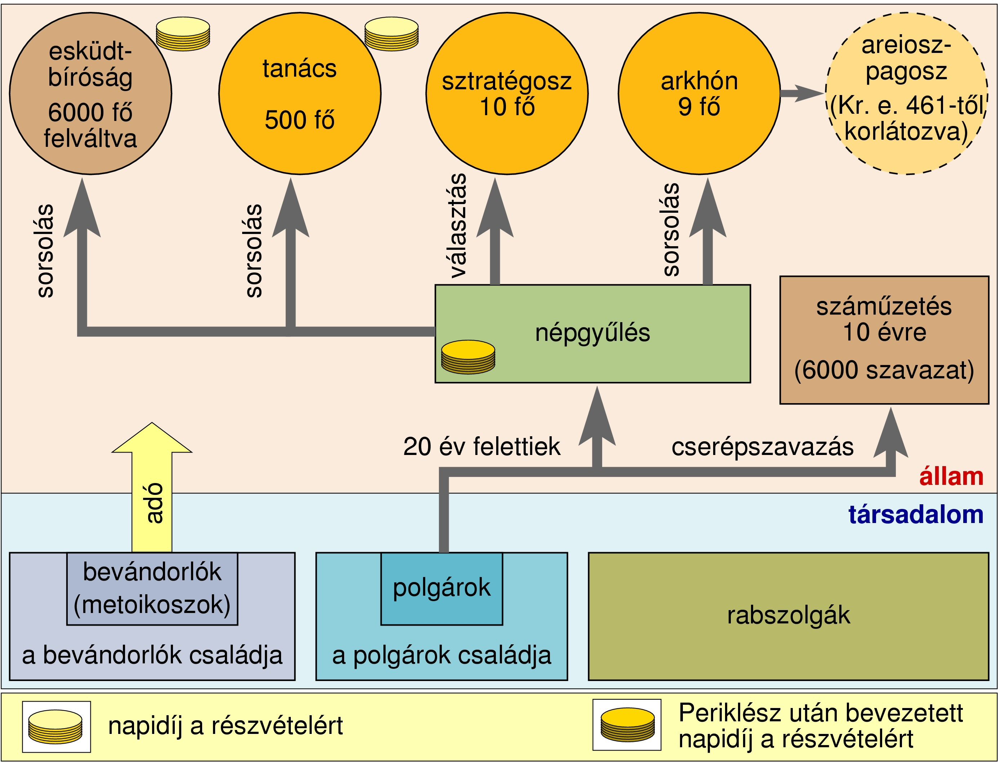 esküdt-
bíróság
6000 fő
felváltva
tanács
500 fő
sztratégosz
10 fő
arkhón
9 fő
areiosz-
pagosz
(Kr. e. 461-től
korlátozva)
sorsolás
sorsolás
választás
sorsolás
népgyűlés
száműzetés
10 évre
(6000 szavazat)
20 év felettiek
cserépszavazás
állam
adó
társadalom
bevándorlók
(metoikoszok)
a bevándorlók családja
polgárok
a polgárok családja
rabszolgák
napidíj a részvételért
Periklész után bevezetett
napidíj a részvételért